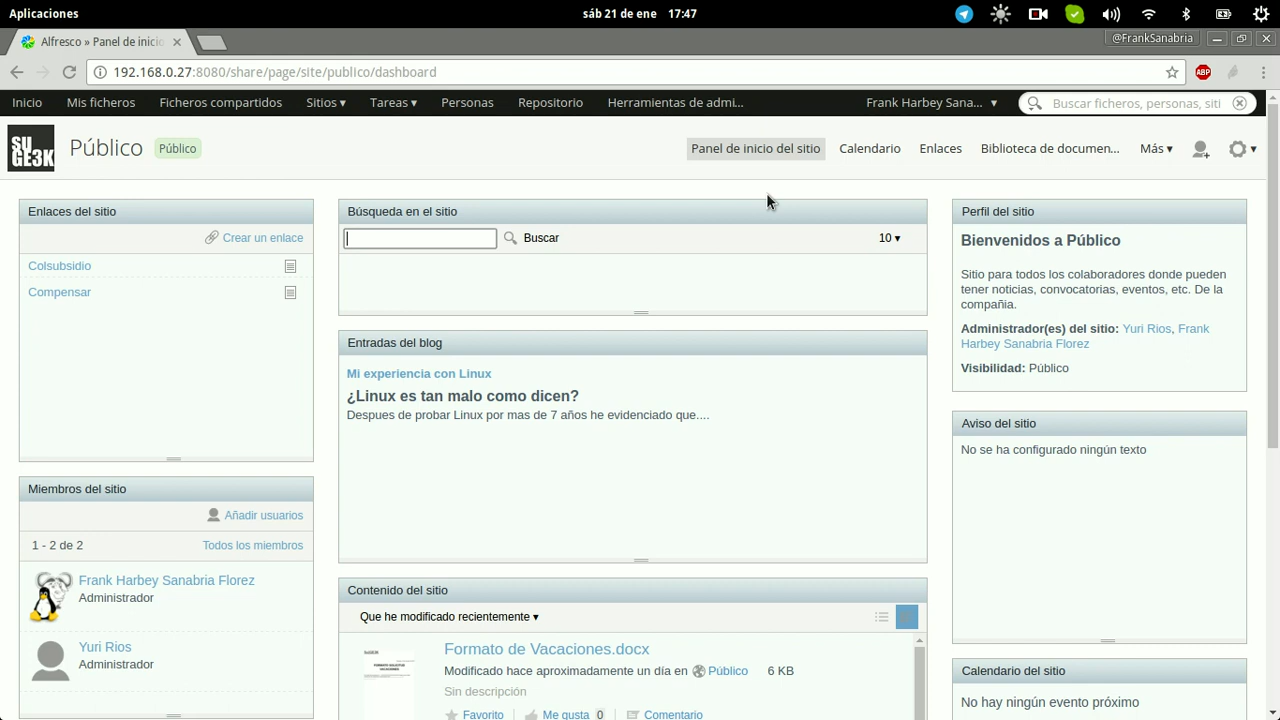 Aplicaciones
sáb 21 de ene 17:47
Alfresco » Panel de inicio
@FrankSanabria
192.168.0.27:8080/share/page/site/publico/dashboard
ABP
Inicio Mis ficheros Ficheros compartidos Sitios ▾ Tareas ▾ Personas Repositorio Herramientas de admi... Frank Harbey Sana... ▾ Buscar ficheros, personas, siti
SU GE3K
Público Público
Panel de inicio del sitio Calendario Enlaces Biblioteca de documen... Más ▾
Enlaces del sitio
Crear un enlace
Colsubsidio
Compensar
Miembros del sitio
Añadir usuarios
1 - 2 de 2 Todos los miembros
Frank Harbey Sanabria Florez
Administrador
Yuri Rios
Administrador
Búsqueda en el sitio
Buscar 10 ▾
Entradas del blog
Mi experiencia con Linux
¿Linux es tan malo como dicen?
Despues de probar Linux por mas de 7 años he evidenciado que....
Contenido del sitio
Que he modificado recientemente ▾
Formato de Vacaciones.docx
Modificado hace aproximadamente un día en Público 6 KB
Sin descripción
Favorito Me gusta 0 Comentario
Perfil del sitio
Bienvenidos a Público
Sitio para todos los colaboradores donde pueden
tener noticias, convocatorias, eventos, etc. De la
compañia.
Administrador(es) del sitio: Yuri Rios, Frank
Harbey Sanabria Florez
Visibilidad: Público
Aviso del sitio
No se ha configurado ningún texto
Calendario del sitio
No hay ningún evento próximo